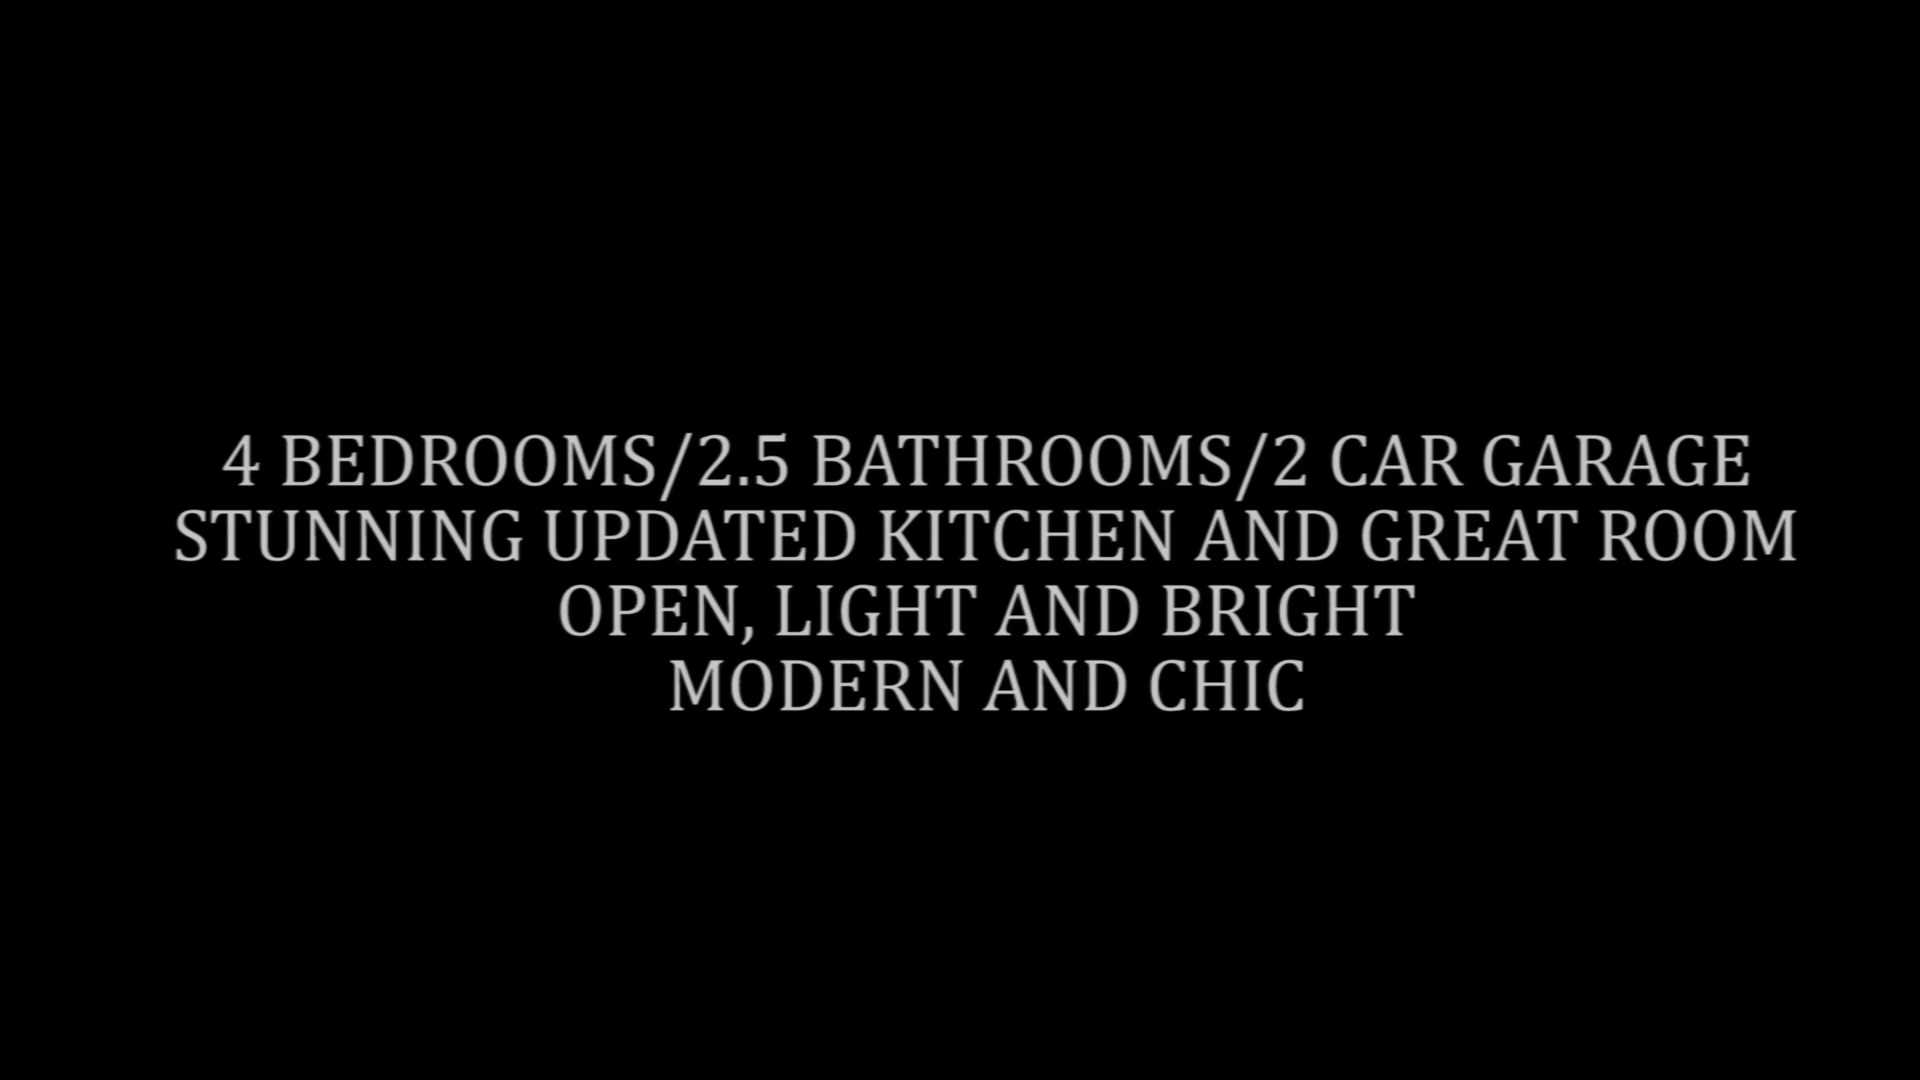 4 BEDROOMS/2.5 BATHROOMS/2 CAR GARAGE
STUNNING UPDATED KITCHEN AND GREAT ROOM
OPEN, LIGHT AND BRIGHT
MODERN AND CHIC